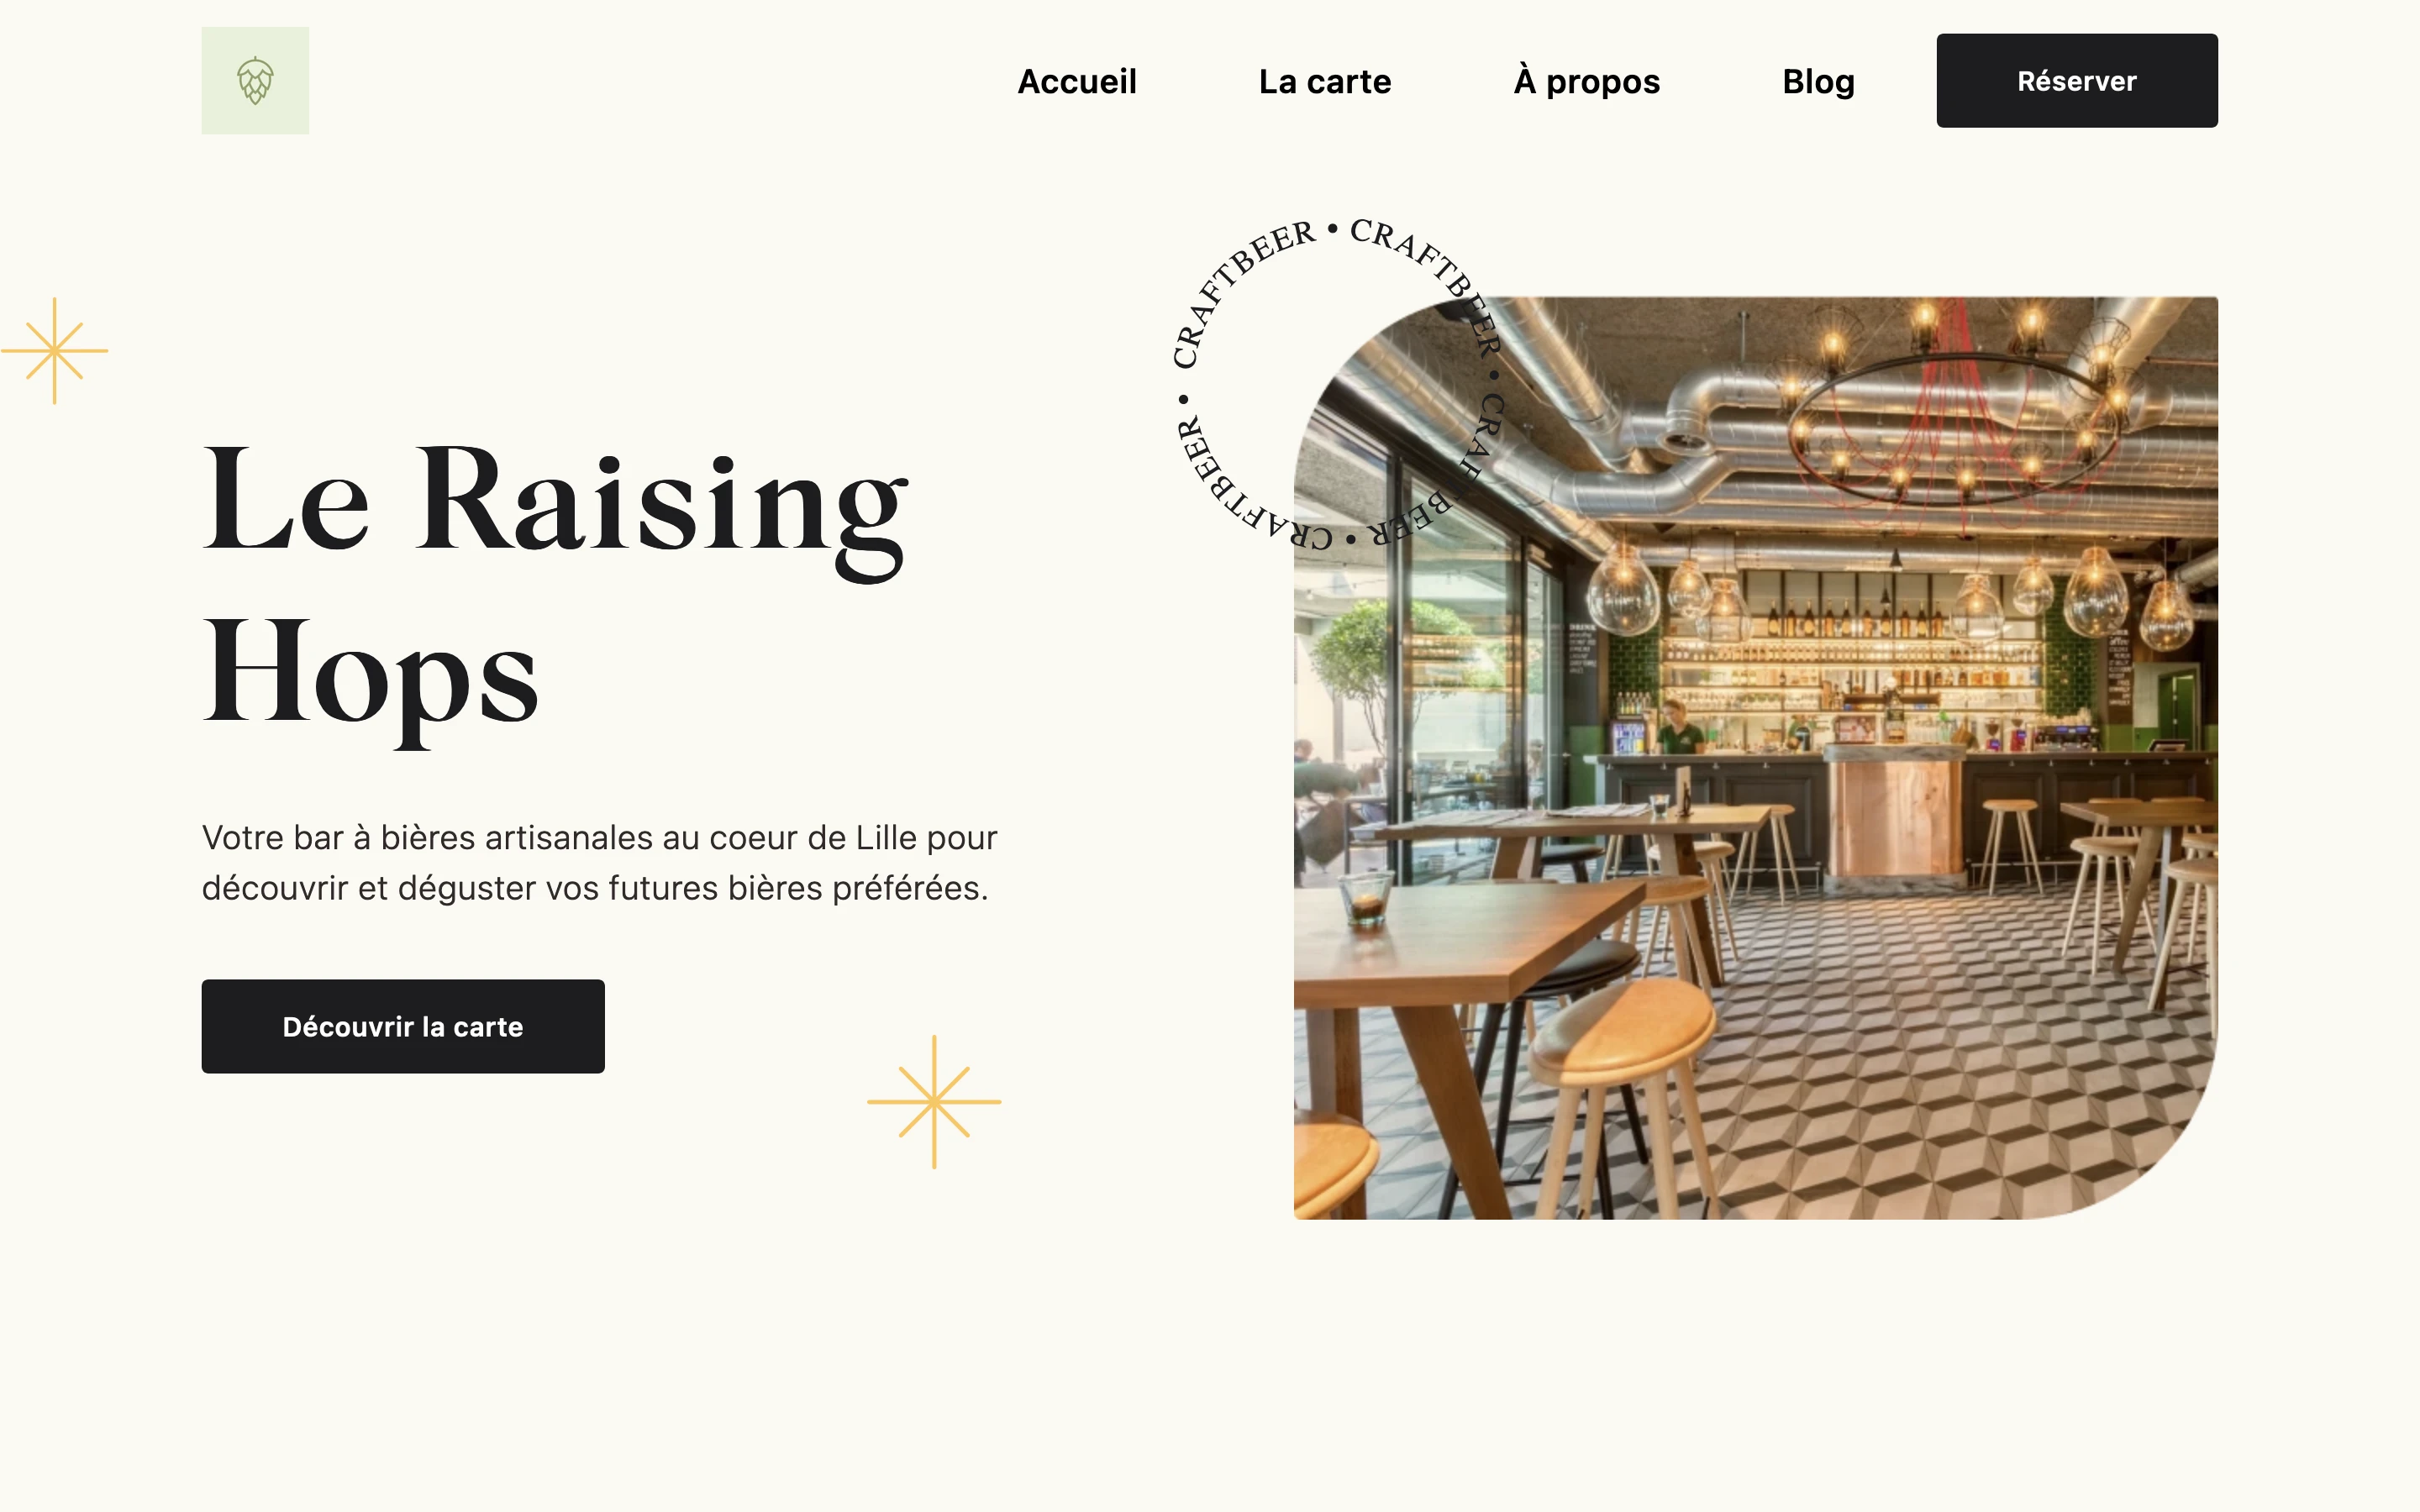 Accueil
La carte
À propos
Blog
Réserver
CRAFTBEER • CRAFTBEER • CRAFTBEER • CRAFTBEER •
Le Raising
Hops
Votre bar à bières artisanales au coeur de Lille pour
découvrir et déguster vos futures bières préférées.
Découvrir la carte